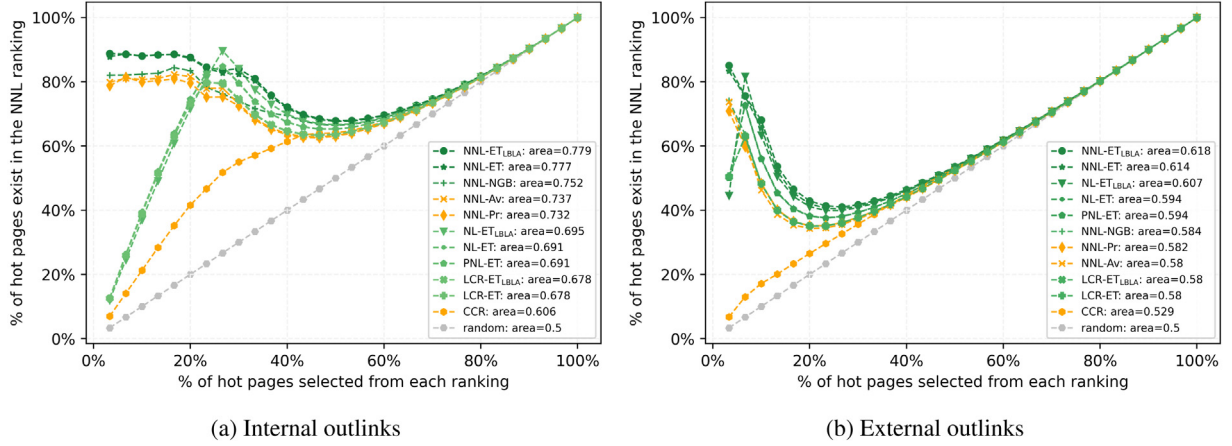 % of hot pages exist in the NNL ranking
100%
80%
60%
40%
20%
0%
NNL-ET_LBLA: area=0.779
NNL-ET: area=0.777
NNL-NGB: area=0.752
NNL-Av: area=0.737
NNL-Pr: area=0.732
NL-ET_LBLA: area=0.695
NL-ET: area=0.691
PNL-ET: area=0.691
LCR-ET_LBLA: area=0.678
LCR-ET: area=0.678
CCR: area=0.606
random: area=0.5
0% 20% 40% 60% 80% 100%
% of hot pages selected from each ranking
(a) Internal outlinks
% of hot pages exist in the NNL ranking
100%
80%
60%
40%
20%
0%
NNL-ET_LBLA: area=0.618
NNL-ET: area=0.614
NL-ET_LBLA: area=0.607
NL-ET: area=0.594
PNL-ET: area=0.594
NNL-NGB: area=0.584
NNL-Pr: area=0.582
NNL-Av: area=0.58
LCR-ET_LBLA: area=0.58
LCR-ET: area=0.58
CCR: area=0.529
random: area=0.5
0% 20% 40% 60% 80% 100%
% of hot pages selected from each ranking
(b) External outlinks